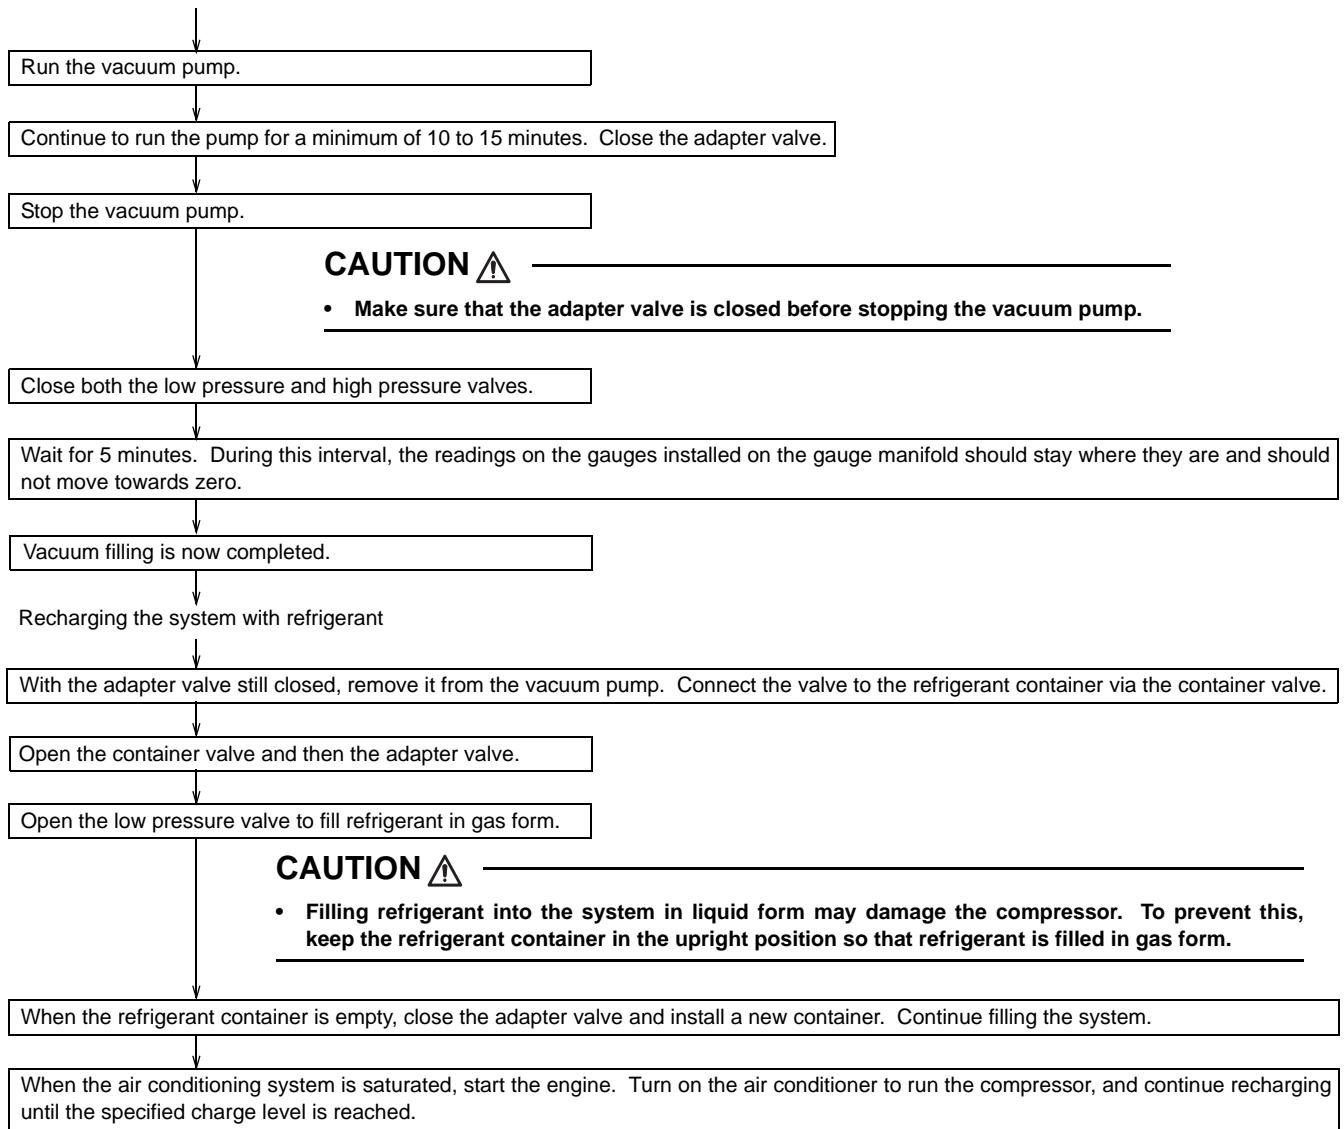 Run the vacuum pump.
Continue to run the pump for a minimum of 10 to 15 minutes. Close the adapter valve.
Stop the vacuum pump.
CAUTION
• Make sure that the adapter valve is closed before stopping the vacuum pump.
Close both the low pressure and high pressure valves.
Wait for 5 minutes. During this interval, the readings on the gauges installed on the gauge manifold should stay where they are and should
not move towards zero.
Vacuum filling is now completed.
Recharging the system with refrigerant
With the adapter valve still closed, remove it from the vacuum pump. Connect the valve to the refrigerant container via the container valve.
Open the container valve and then the adapter valve.
Open the low pressure valve to fill refrigerant in gas form.
CAUTION
• Filling refrigerant into the system in liquid form may damage the compressor. To prevent this,
keep the refrigerant container in the upright position so that refrigerant is filled in gas form.
When the refrigerant container is empty, close the adapter valve and install a new container. Continue filling the system.
When the air conditioning system is saturated, start the engine. Turn on the air conditioner to run the compressor, and continue recharging
until the specified charge level is reached.